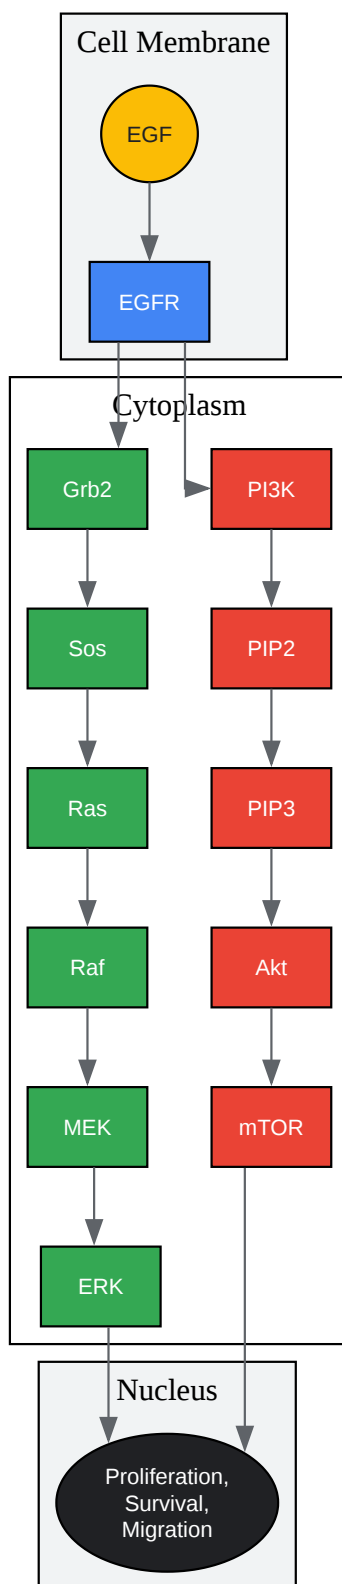 Cell Membrane
EGF
EGFR
Cytoplasm
Grb2
PI3K
Sos
PIP2
Ras
PIP3
Raf
Akt
MEK
mTOR
ERK
Nucleus
Proliferation,
Survival,
Migration